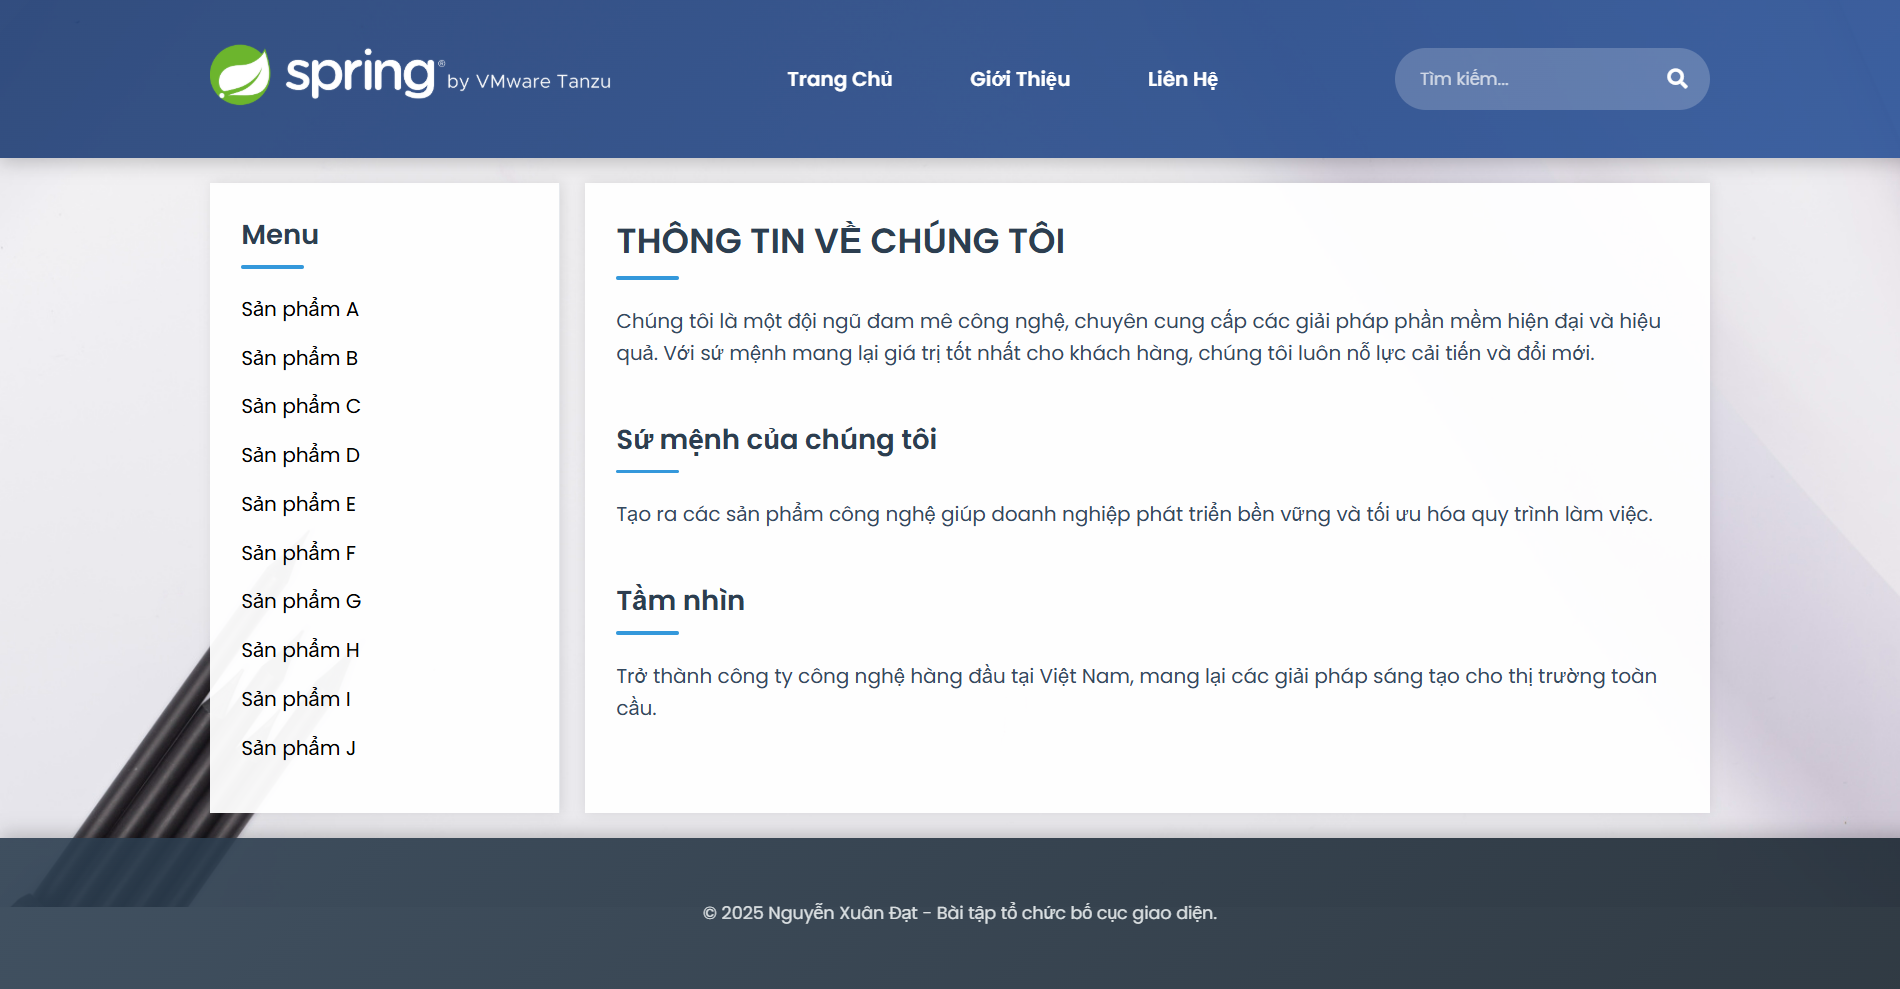 spring® by VMware Tanzu
Trang Chủ
Giới Thiệu
Liên Hệ
Tìm kiếm...
Menu
Sản phẩm A
Sản phẩm B
Sản phẩm C
Sản phẩm D
Sản phẩm E
Sản phẩm F
Sản phẩm G
Sản phẩm H
Sản phẩm I
Sản phẩm J
THÔNG TIN VỀ CHÚNG TÔI
Chúng tôi là một đội ngũ đam mê công nghệ, chuyên cung cấp các giải pháp phần mềm hiện đại và hiệu
quả. Với sứ mệnh mang lại giá trị tốt nhất cho khách hàng, chúng tôi luôn nỗ lực cải tiến và đổi mới.
Sứ mệnh của chúng tôi
Tạo ra các sản phẩm công nghệ giúp doanh nghiệp phát triển bền vững và tối ưu hóa quy trình làm việc.
Tầm nhìn
Trở thành công ty công nghệ hàng đầu tại Việt Nam, mang lại các giải pháp sáng tạo cho thị trường toàn
cầu.
© 2025 Nguyễn Xuân Đạt - Bài tập tổ chức bố cục giao diện.